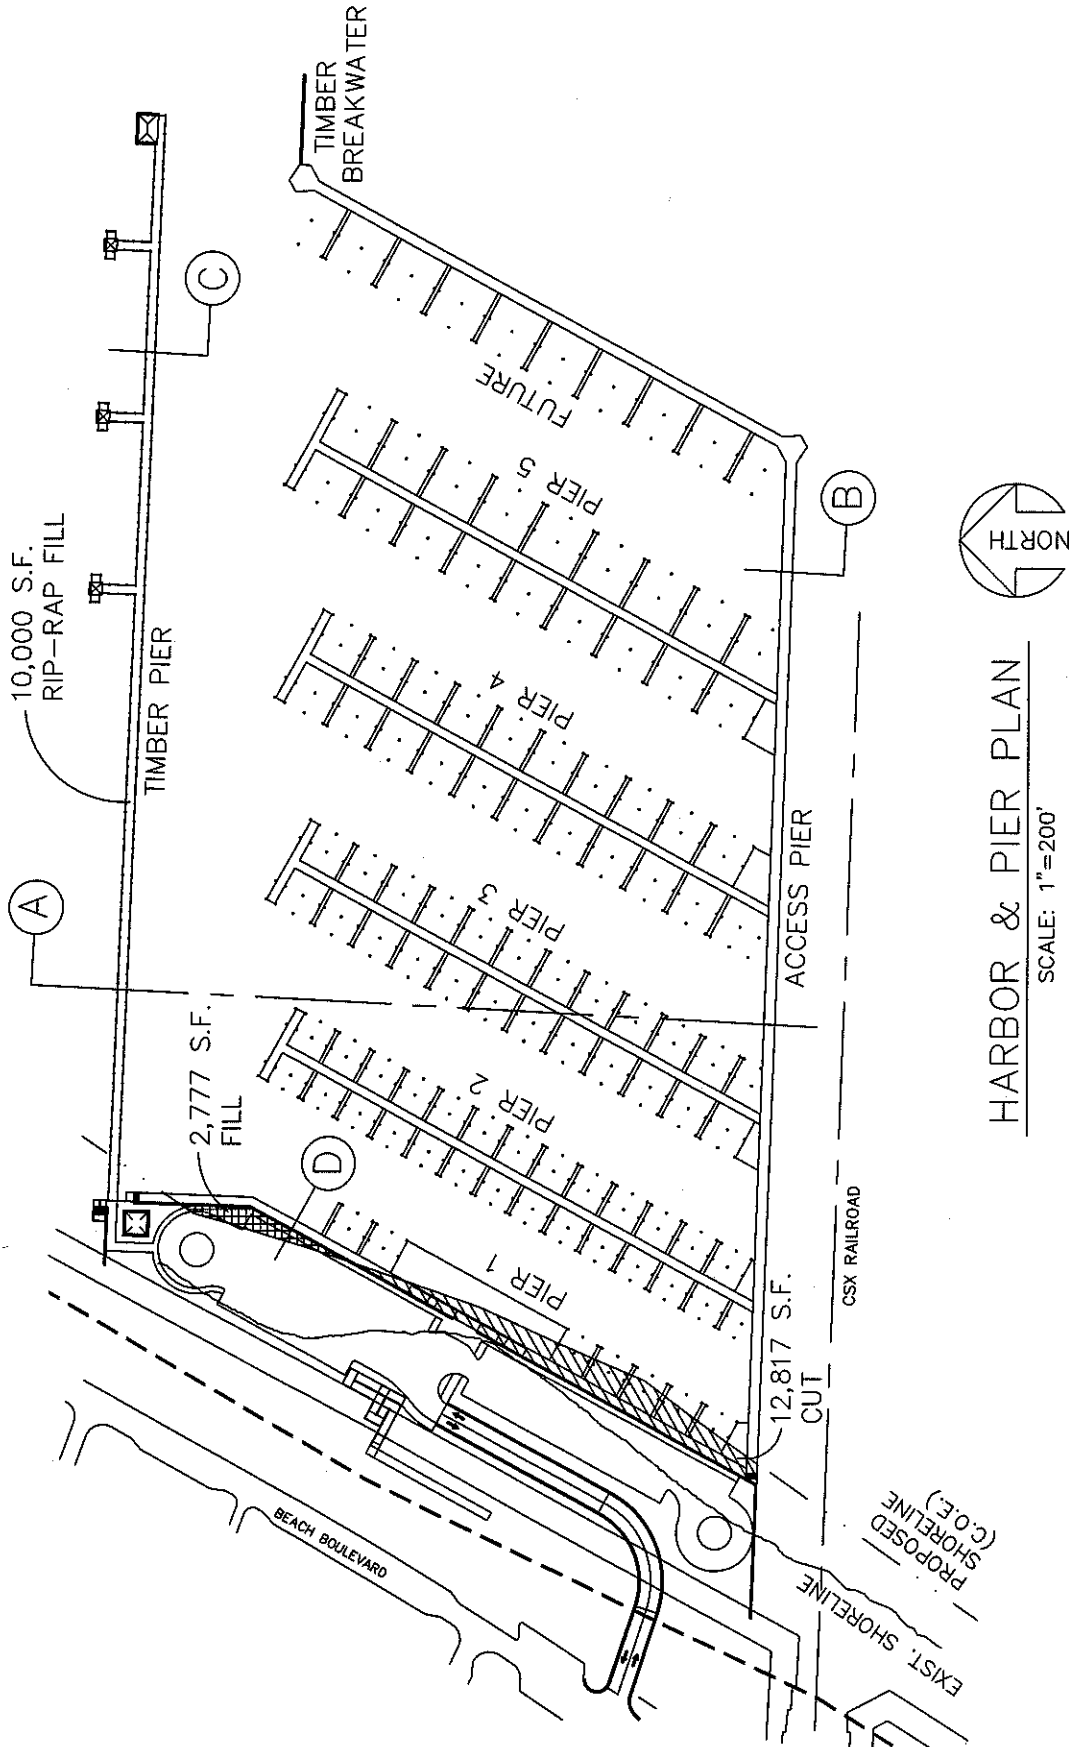 TIMBER
BREAKWATER
C
10,000 S.F.
RIP-RAP FILL
TIMBER PIER
FUTURE
PIER 5
PIER 4
PIER 3
PIER 2
PIER 1
A
B
2,777 S.F.
FILL
D
ACCESS PIER
12,817 S.F.
CUT
CSX RAILROAD
BEACH BOULEVARD
PROPOSED
SHORELINE
(C.O.E.)
EXIST. SHORELINE
NORTH
HARBOR & PIER PLAN
SCALE: 1"=200'